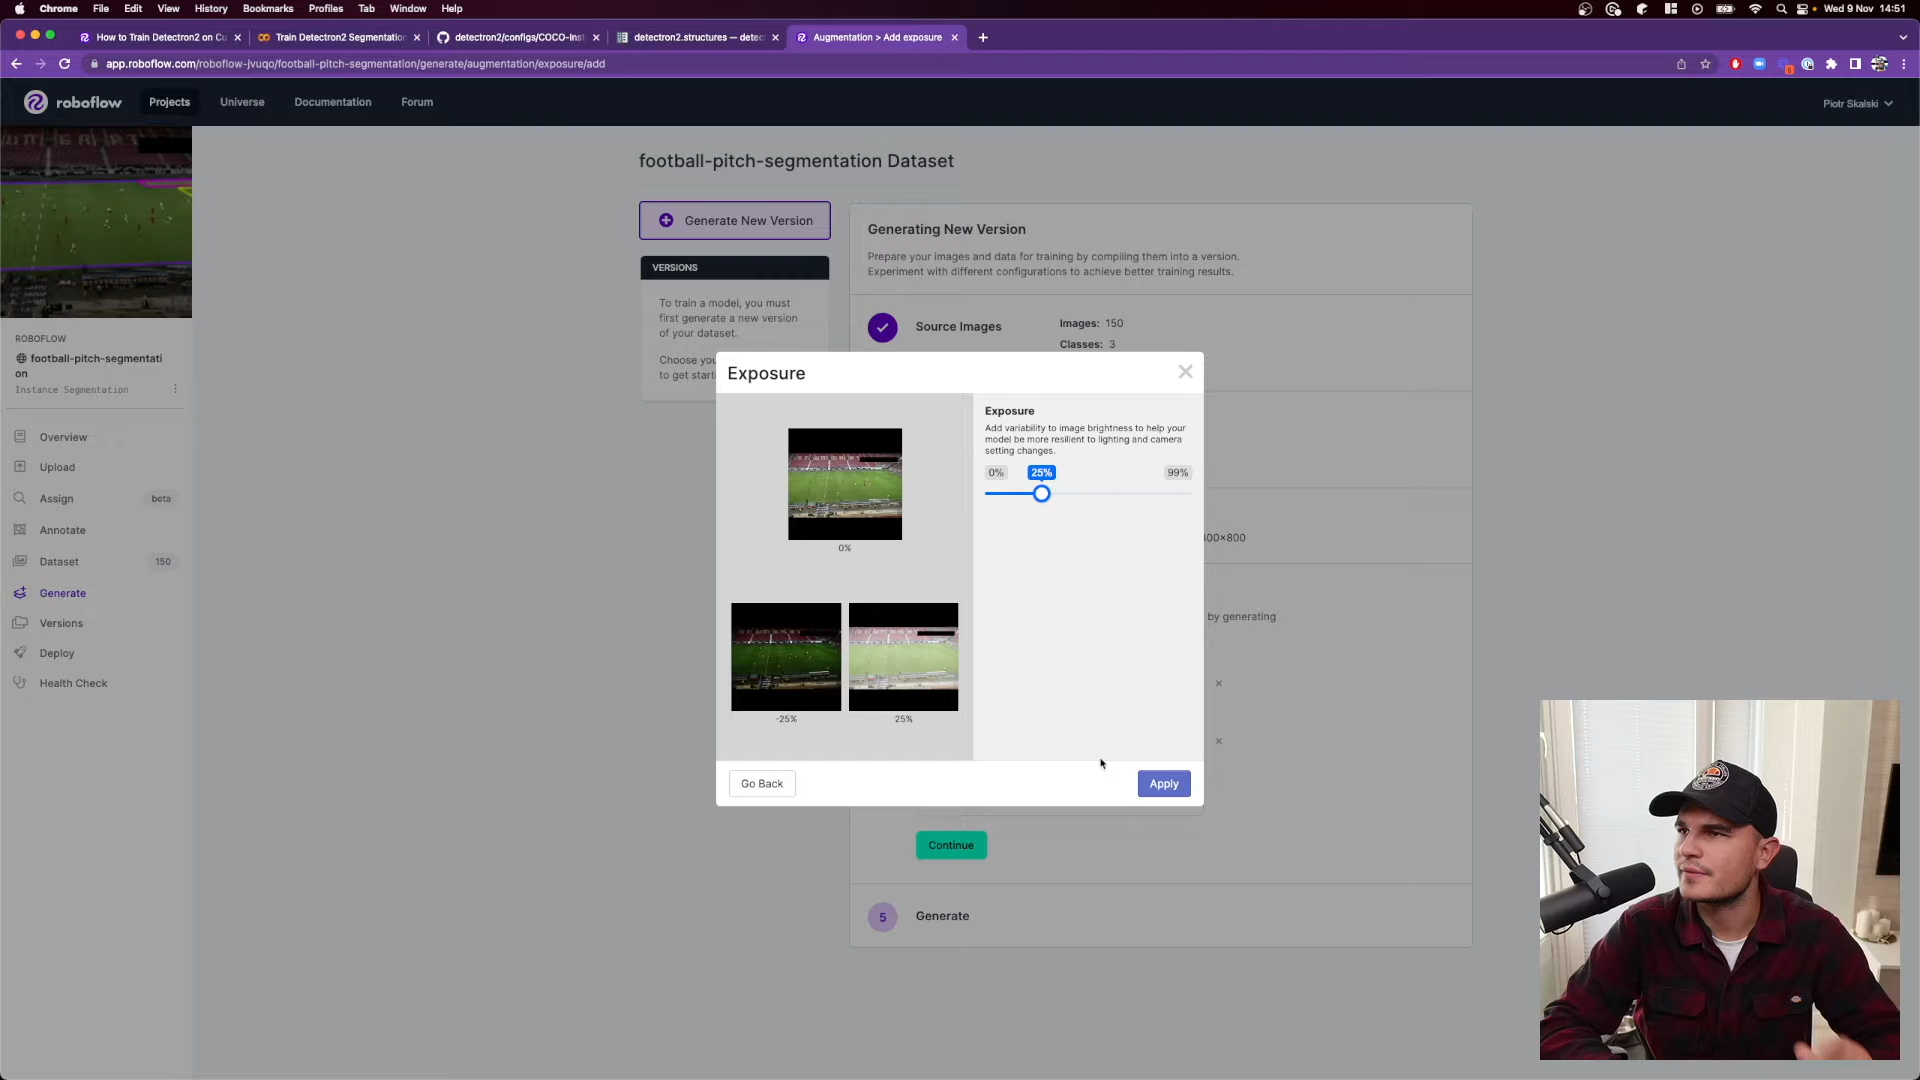 Chrome File Edit View History Bookmarks Profiles Tab Window Help
Wed 9 Nov 14:51
How to Train Detectron2 on Cu
Train Detectron2 Segmentation
detectron2/configs/COCO-Inst
detectron2.structures — detec
Augmentation > Add exposure
app.roboflow.com/roboflow-jvuqo/football-pitch-segmentation/generate/augmentation/exposure/add
roboflow
Projects
Universe
Documentation
Forum
Piotr Skalski
football-pitch-segmentation Dataset
Generate New Version
VERSIONS
To train a model, you must
first generate a new version
of your dataset.
Choose you
to get start
Generating New Version
Prepare your images and data for training by compiling them into a version.
Experiment with different configurations to achieve better training results.
Source Images
Images: 150
Classes: 3
ROBOFLOW
football-pitch-segmentati
on
Instance Segmentation
Overview
Upload
Assign beta
Annotate
Dataset 150
Generate
Versions
Deploy
Health Check
Exposure
0%
-25%
25%
Exposure
Add variability to image brightness to help your
model be more resilient to lighting and camera
setting changes.
0% 25% 99%
Go Back
Apply
00×800
by generating
Continue
5 Generate